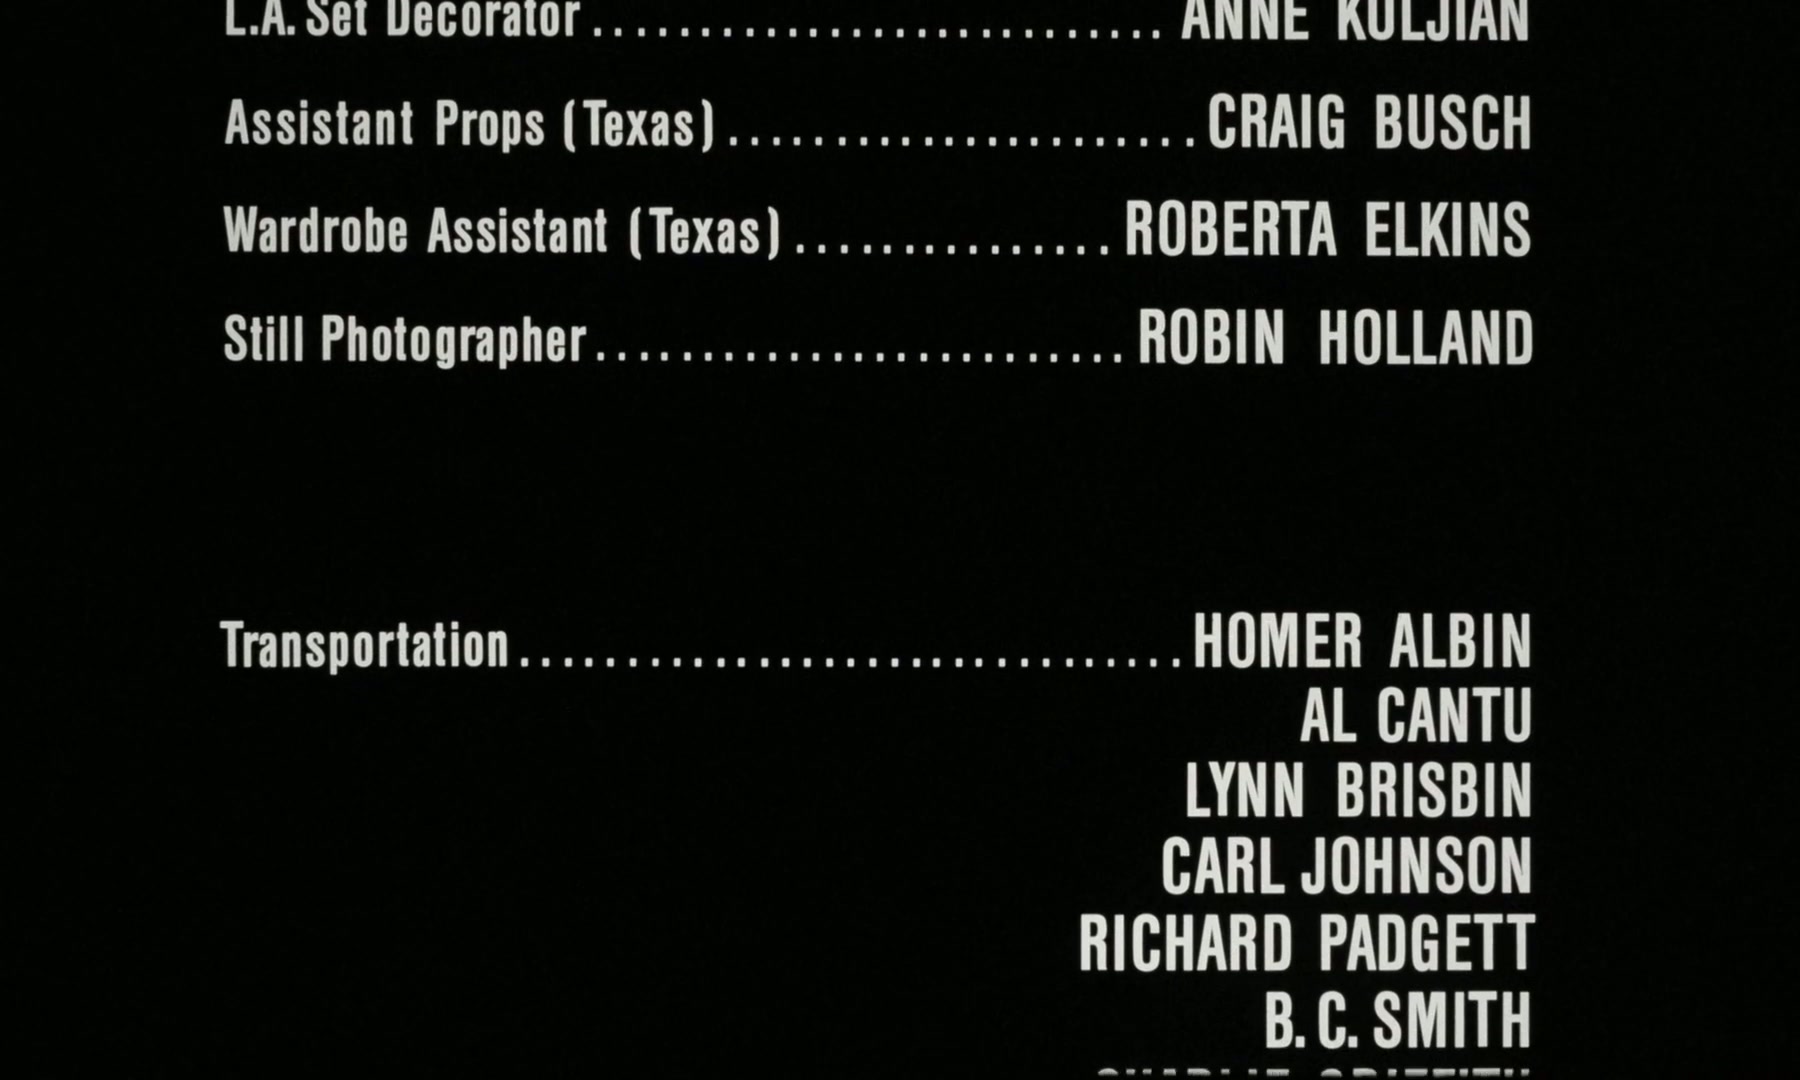 L.A. Set Decorator............................ANNE KULJIAN
Assistant Props (Texas)......................CRAIG BUSCH
Wardrobe Assistant (Texas)...............ROBERTA ELKINS
Still Photographer.........................ROBIN HOLLAND
Transportation...............................HOMER ALBIN
AL CANTU
LYNN BRISBIN
CARL JOHNSON
RICHARD PADGETT
B. C. SMITH